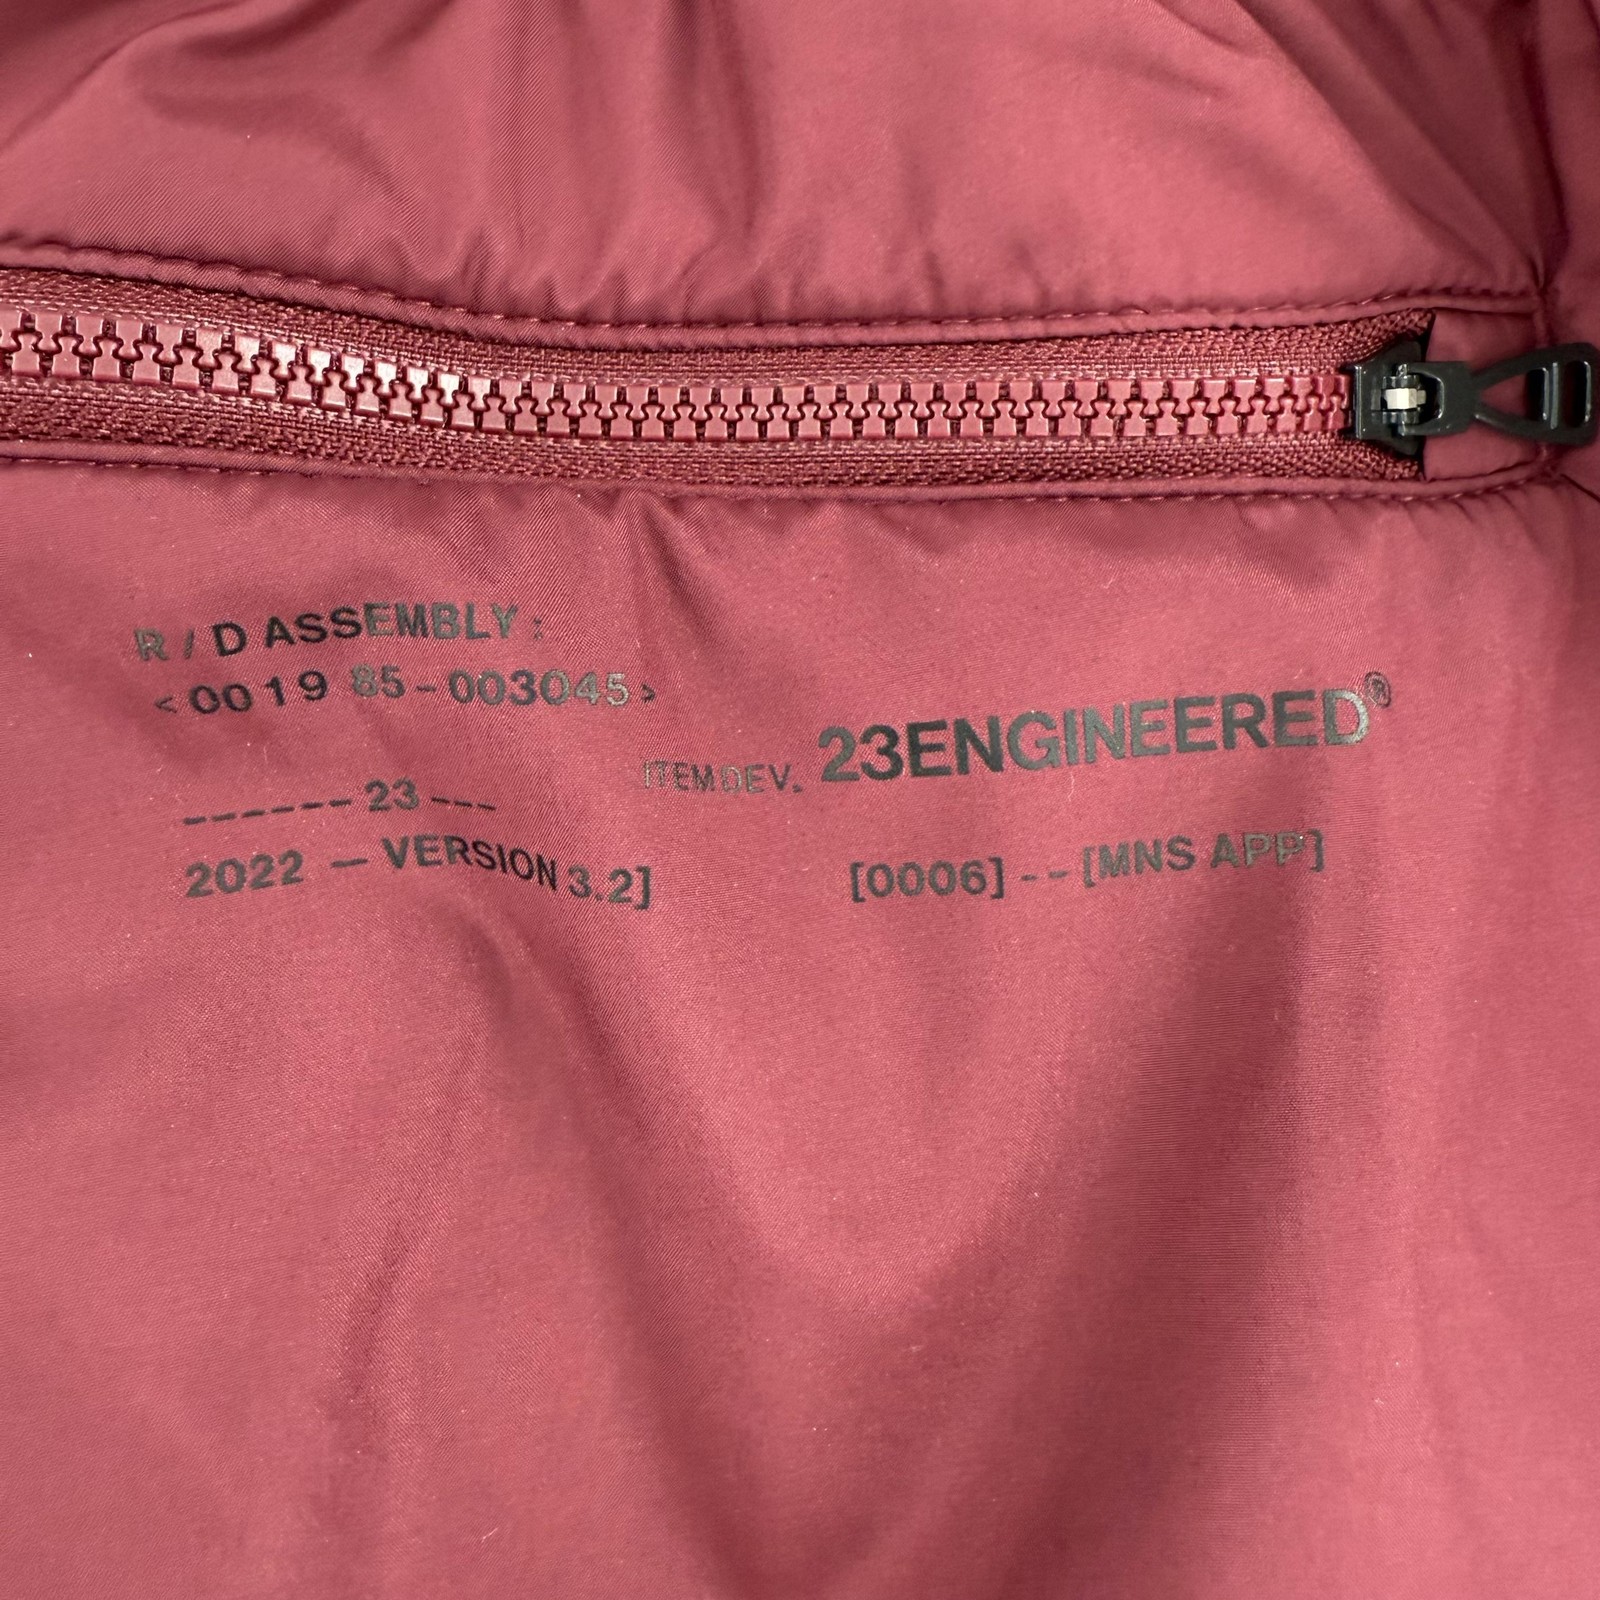 R / D ASSEMBLY :
<0019 85-003045>
ITEM DEV. 23ENGINEERED®
------ 23 ---
2022 — VERSION 3.2]
[0006] -- [MNS APP]